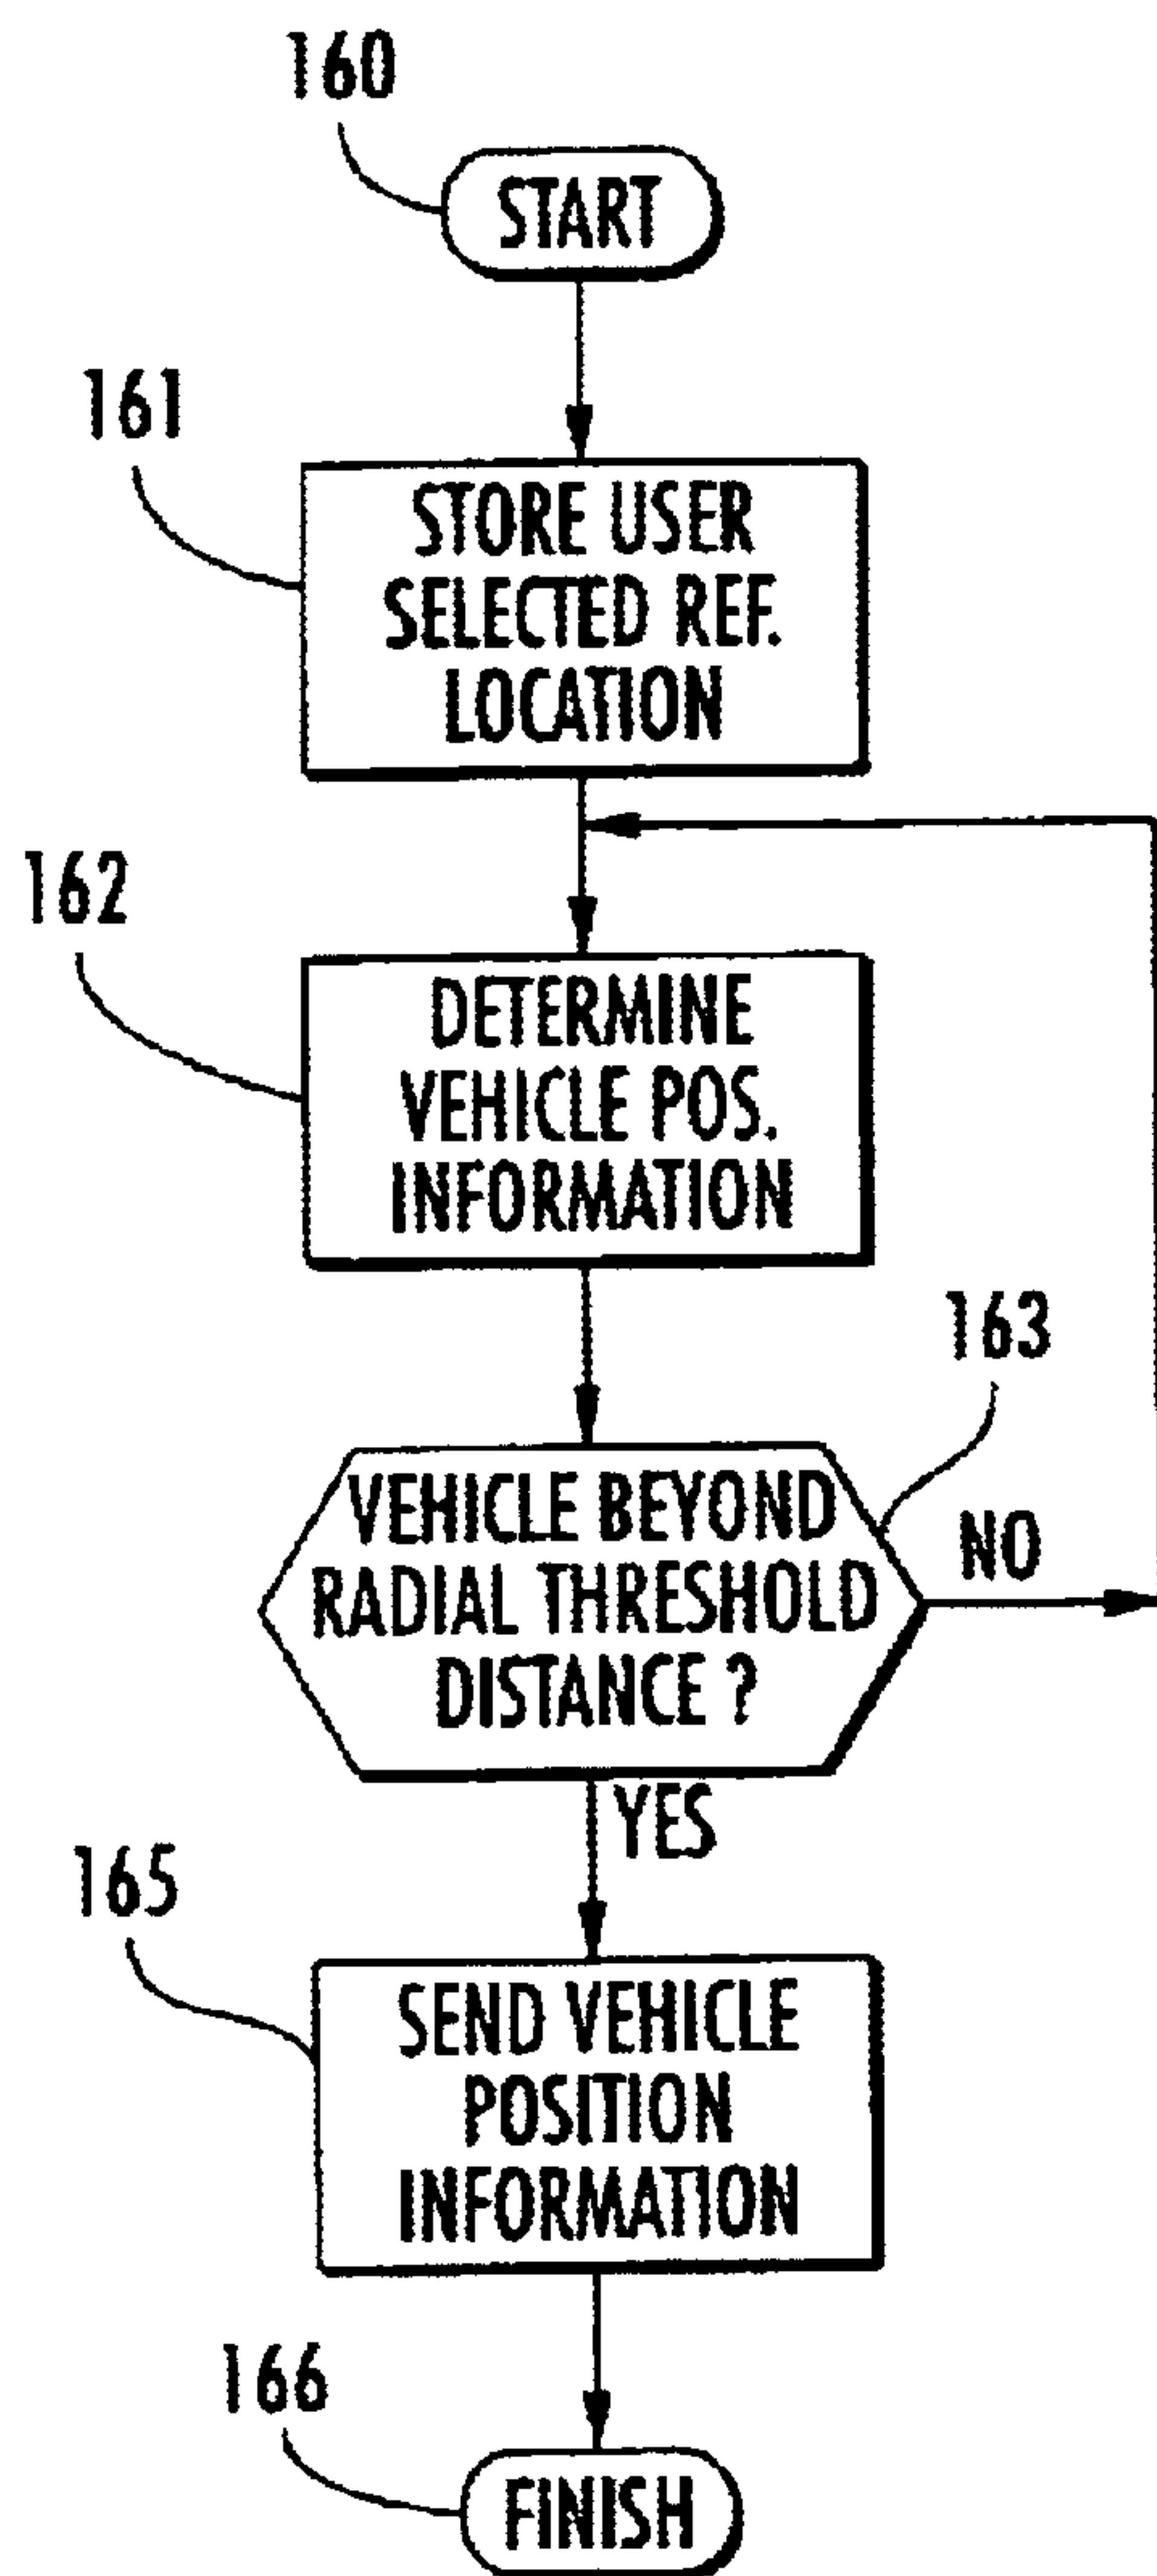 160
START
161
STORE USER
SELECTED REF.
LOCATION
162
DETERMINE
VEHICLE POS.
INFORMATION
163
VEHICLE BEYOND
RADIAL THRESHOLD
DISTANCE ?
NO
YES
165
SEND VEHICLE
POSITION
INFORMATION
166
FINISH